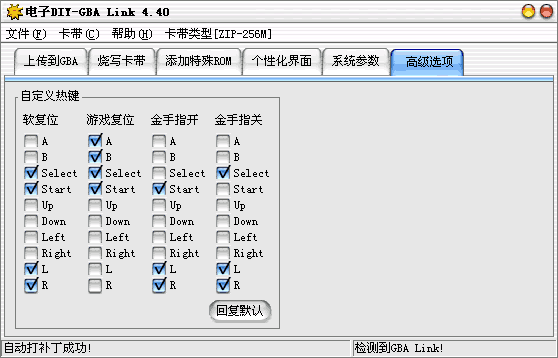 电子DIY-GBA Link 4.40
文件(F) 卡带(C) 帮助(H) 卡带类型[ZIP-256M]
上传到GBA 烧写卡带 添加特殊ROM 个性化界面 系统参数 高级选项
自定义热键
软复位 游戏复位 金手指开 金手指关
A A A A
B B B B
Select Select Select Select
Start Start Start Start
Up Up Up Up
Down Down Down Down
Left Left Left Left
Right Right Right Right
L L L L
R R R R
回复默认
自动打补丁成功! 检测到GBA Link!